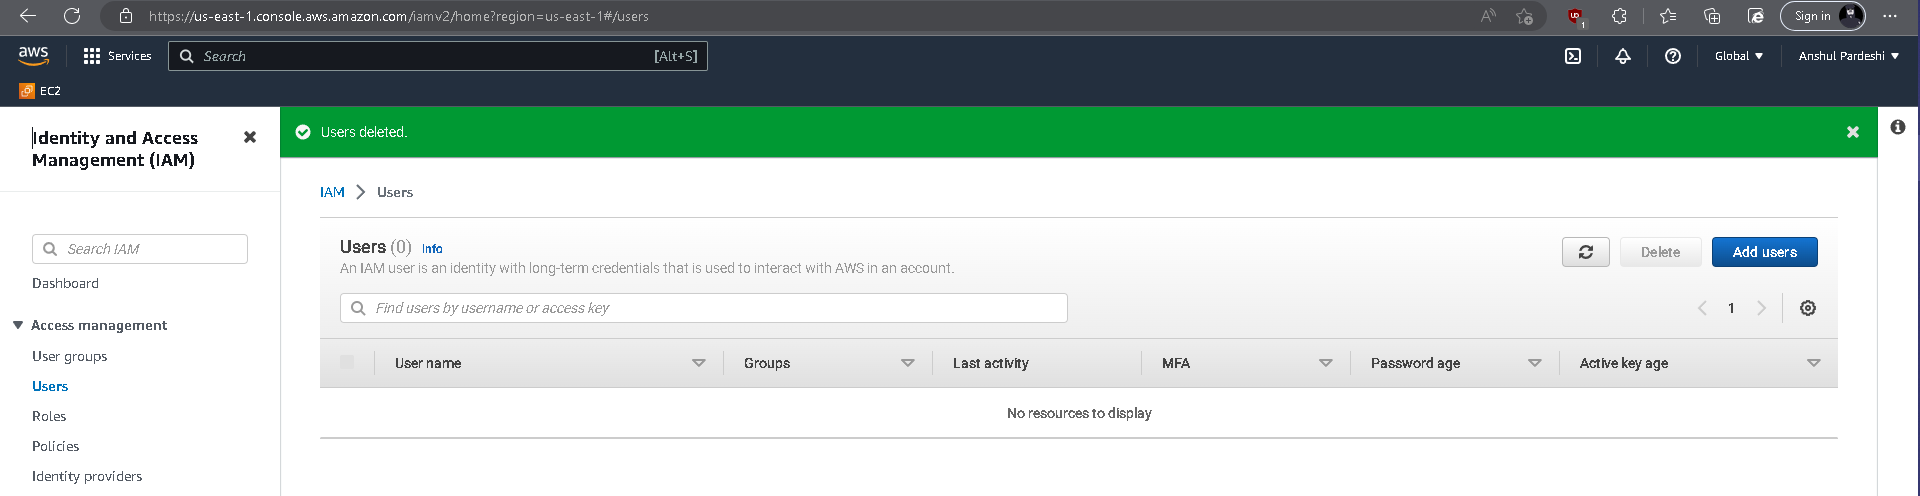 https://us-east-1.console.aws.amazon.com/iamv2/home?region=us-east-1#/users
Sign in
aws Services Search [Alt+S] Global Anshul Pardeshi
EC2
Identity and Access Management (IAM)
Users deleted.
IAM > Users
Search IAM
Dashboard
Access management
User groups
Users
Roles
Policies
Identity providers
Users (0) Info
An IAM user is an identity with long-term credentials that is used to interact with AWS in an account.
Delete Add users
Find users by username or access key
1
User name Groups Last activity MFA Password age Active key age
No resources to display